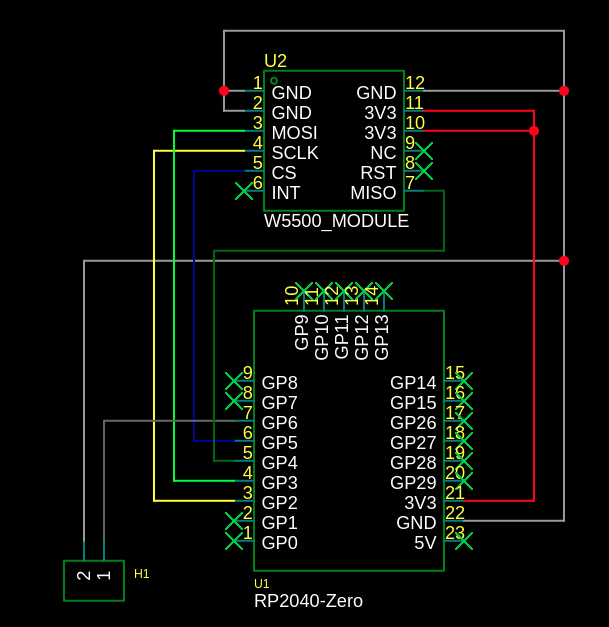 U2
1 GND GND 12
2 GND 3V3 11
3 MOSI 3V3 10
4 SCLK NC 9
5 CS RST 8
6 INT MISO 7
W5500_MODULE
10 11 12 13 14
GP9 GP10 GP11 GP12 GP13
9 GP8 GP14 15
8 GP7 GP15 16
7 GP6 GP26 17
6 GP5 GP27 18
5 GP4 GP28 19
4 GP3 GP29 20
3 GP2 3V3 21
2 GP1 GND 22
1 GP0 5V 23
2 1 H1
U1
RP2040-Zero